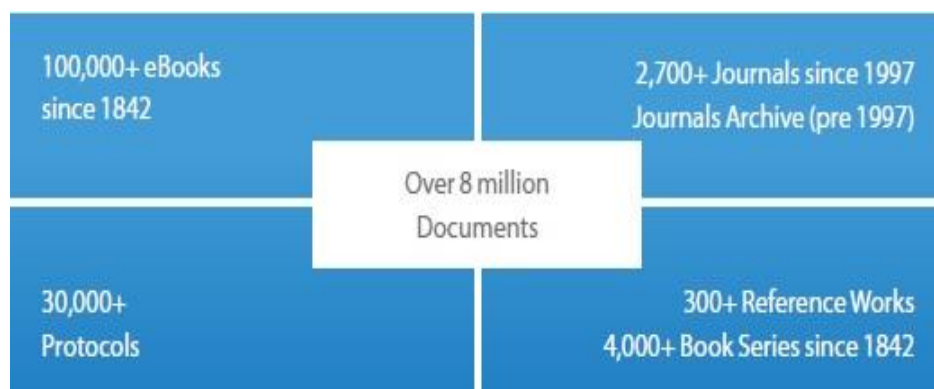 100,000+ eBooks
since 1842
2,700+ Journals since 1997
Journals Archive (pre 1997)
Over 8 million
Documents
30,000+
Protocols
300+ Reference Works
4,000+ Book Series since 1842